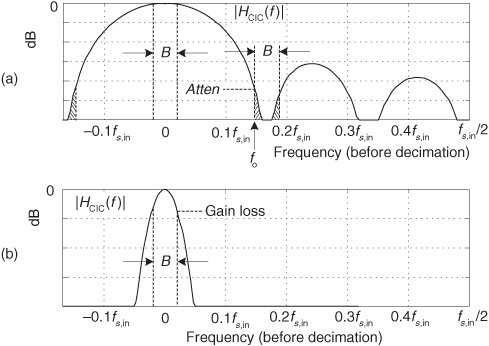 0
|H_CIC(f)|
dB
B
B
(a)
Atten
−0.1f_s,in 0 0.1f_s,in 0.2f_s,in 0.3f_s,in 0.4f_s,in f_s,in/2
f_o
Frequency (before decimation)
0
|H_CIC(f)|
dB
Gain loss
(b)
B
−0.1f_s,in 0 0.1f_s,in 0.2f_s,in 0.3f_s,in 0.4f_s,in f_s,in/2
Frequency (before decimation)